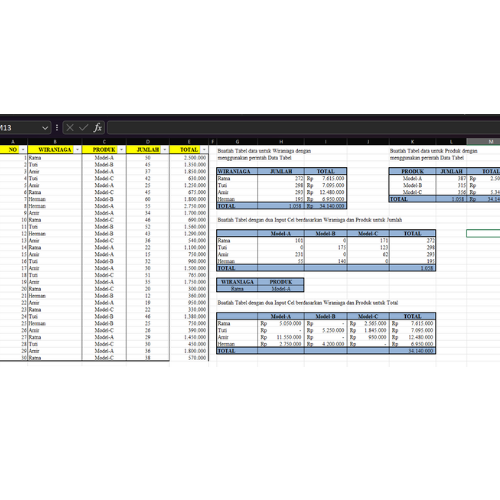 M13
fx
A B C D E F G H I J K L M
NO WIRANIAGA PRODUK JUMLAH TOTAL
1 Rama Model-A 50 2.500.000
2 Tuti Model-B 45 1.350.000
3 Amir Model-A 37 1.850.000
4 Tuti Model-C 42 630.000
5 Amir Model-A 25 1.250.000
6 Rama Model-C 45 675.000
7 Herman Model-B 60 1.800.000
8 Herman Model-A 55 2.750.000
9 Amir Model-A 34 1.700.000
10 Rama Model-C 46 690.000
11 Tuti Model-B 52 1.560.000
12 Herman Model-B 43 1.290.000
13 Amir Model-C 36 540.000
14 Rama Model-A 22 1.100.000
15 Amir Model-A 15 750.000
16 Tuti Model-B 32 960.000
17 Amir Model-A 30 1.500.000
18 Tuti Model-C 51 765.000
19 Amir Model-A 35 1.750.000
20 Rama Model-C 20 300.000
21 Herman Model-B 12 360.000
22 Amir Model-A 19 950.000
23 Rama Model-C 22 330.000
24 Tuti Model-B 46 1.380.000
25 Herman Model-B 25 750.000
26 Amir Model-C 26 390.000
27 Rama Model-A 29 1.450.000
28 Tuti Model-C 30 450.000
29 Amir Model-A 36 1.800.000
30 Rama Model-C 38 570.000
Buatlah Tabel data untuk Wiraniaga dengan
menggunakan perintah Data Tabel
WIRANIAGA JUMLAH TOTAL
Rama 272 Rp 7.615.000
Tuti 298 Rp 7.095.000
Amir 293 Rp 12.480.000
Herman 195 Rp 6.950.000
TOTAL 1.058 Rp 34.140.000
Buatlah Tabel data untuk Produk dengan
menggunakan perintah Data Tabel
PRODUK JUMLAH TOTAL
Model-A 387 Rp
Model-B 315 Rp
Model-C 356 Rp
TOTAL 1.058 Rp
Buatlah Tabel dengan dua Input Cel berdasarkan Wiraniaga dan Produk untuk Jumlah
Model-A Model-B Model-C TOTAL
Rama 101 0 171 272
Tuti 0 175 123 298
Amir 231 0 62 293
Herman 55 140 0 195
TOTAL 1.058
WIRANIAGA PRODUK
Rama Model-A
Buatlah Tabel dengan dua Input Cel berdasarkan Wiraniaga dan Produk untuk Total
Model-A Model-B Model-C TOTAL
Rama Rp 5.050.000 Rp - Rp 2.565.000 Rp 7.615.000
Tuti Rp - Rp 5.250.000 Rp 1.845.000 Rp 7.095.000
Amir Rp 11.550.000 Rp - Rp 930.000 Rp 12.480.000
Herman Rp 2.750.000 Rp 4.200.000 Rp - Rp 6.950.000
TOTAL 34.140.000